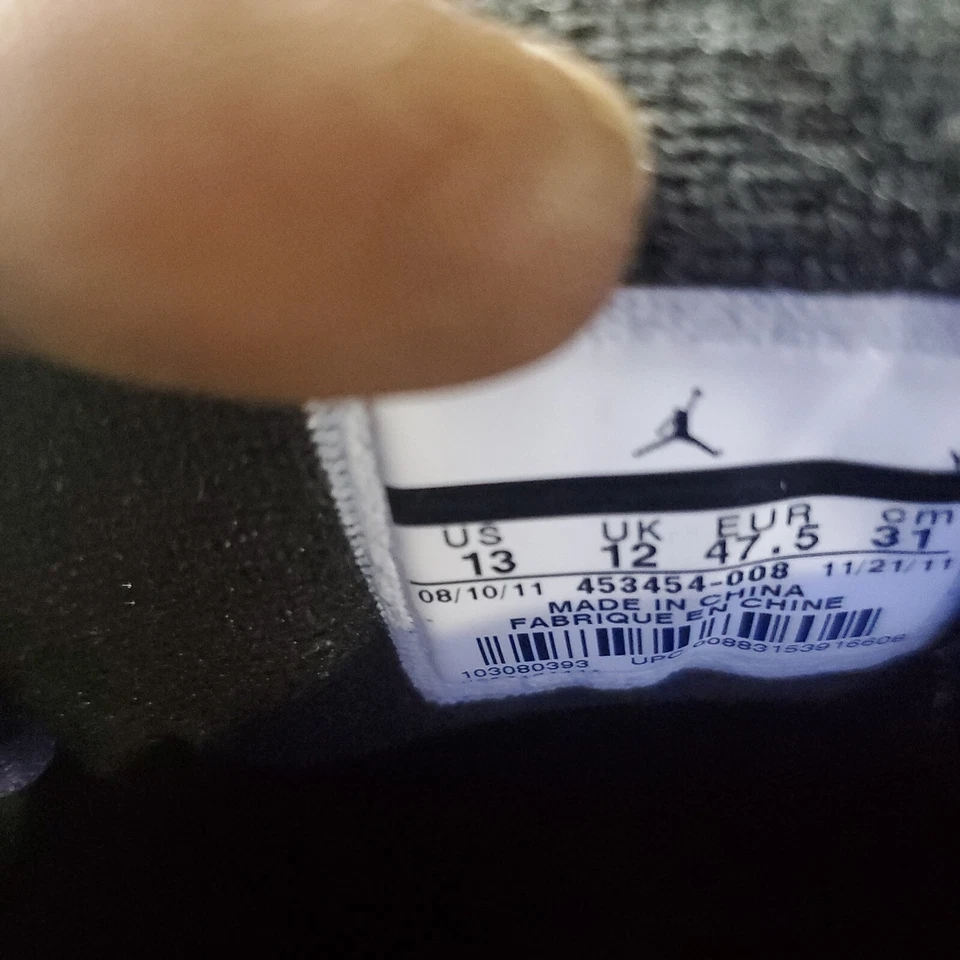 US UK EUR cm
13 12 47.5 31
08/10/11 453454-008 11/21/11
MADE IN CHINA
FABRIQUE EN CHINE
103080393 UPC 00883153916608